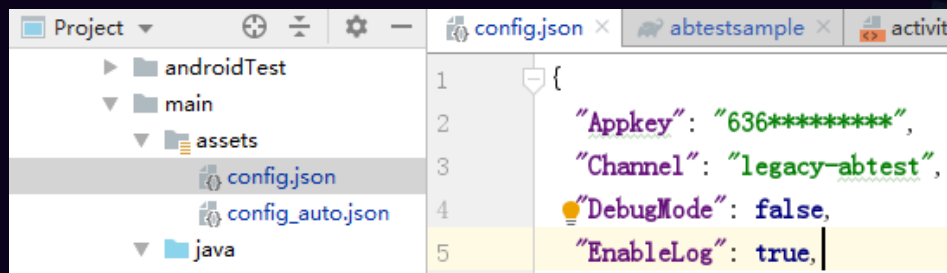 Project
androidTest
main
assets
config.json
config_auto.json
java
config.json × abtestsample × activit
1 {
2 "Appkey": "636*********",
3 "Channel": "legacy-abtest",
4 "DebugMode": false,
5 "EnableLog": true,